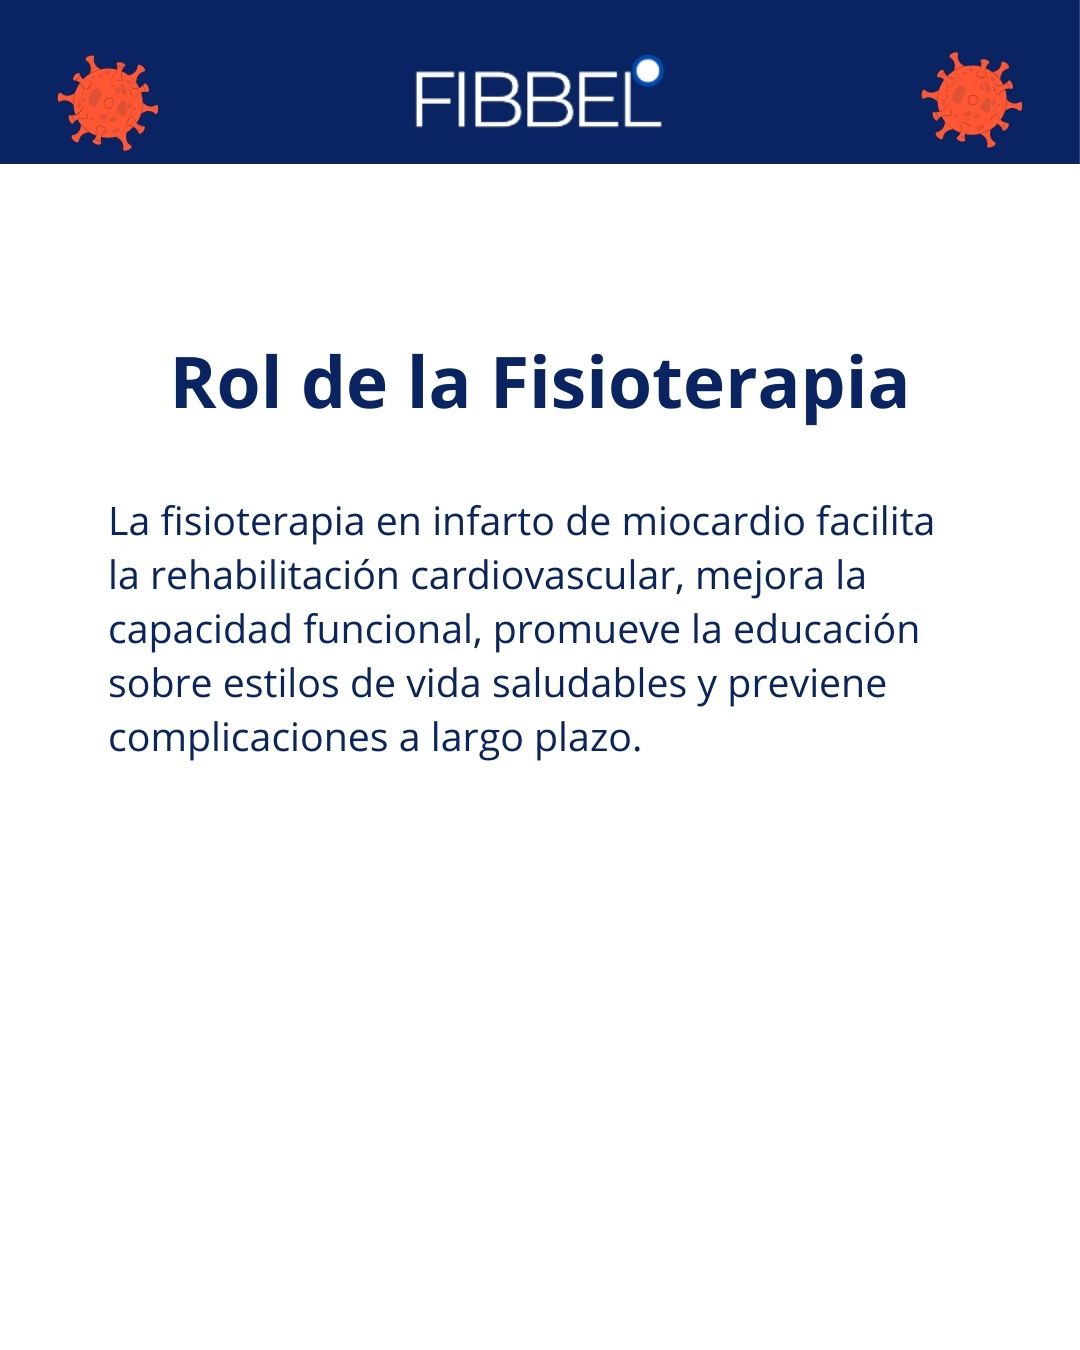 FIBBEL
Rol de la Fisioterapia
La fisioterapia en infarto de miocardio facilita
la rehabilitación cardiovascular, mejora la
capacidad funcional, promueve la educación
sobre estilos de vida saludables y previene
complicaciones a largo plazo.